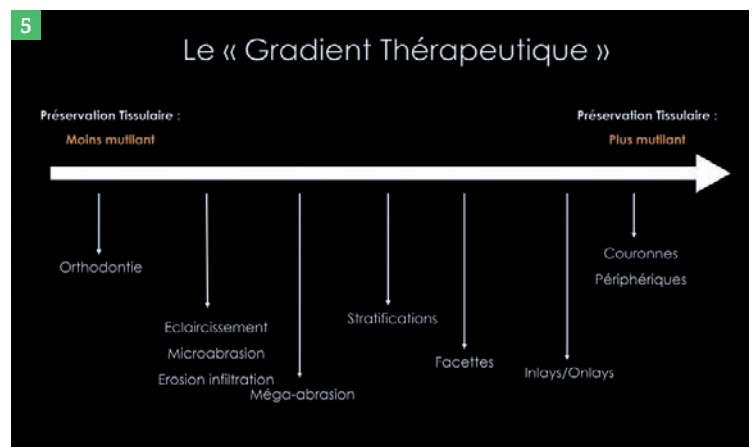 5
Le « Gradient Thérapeutique »
Préservation Tissulaire :
Moins mutilant
Préservation Tissulaire :
Plus mutilant
Orthodontie
Eclaircissement
Microabrasion
Erosion infiltration
Méga-abrasion
Stratifications
Facettes
Inlays/Onlays
Couronnes
Périphériques